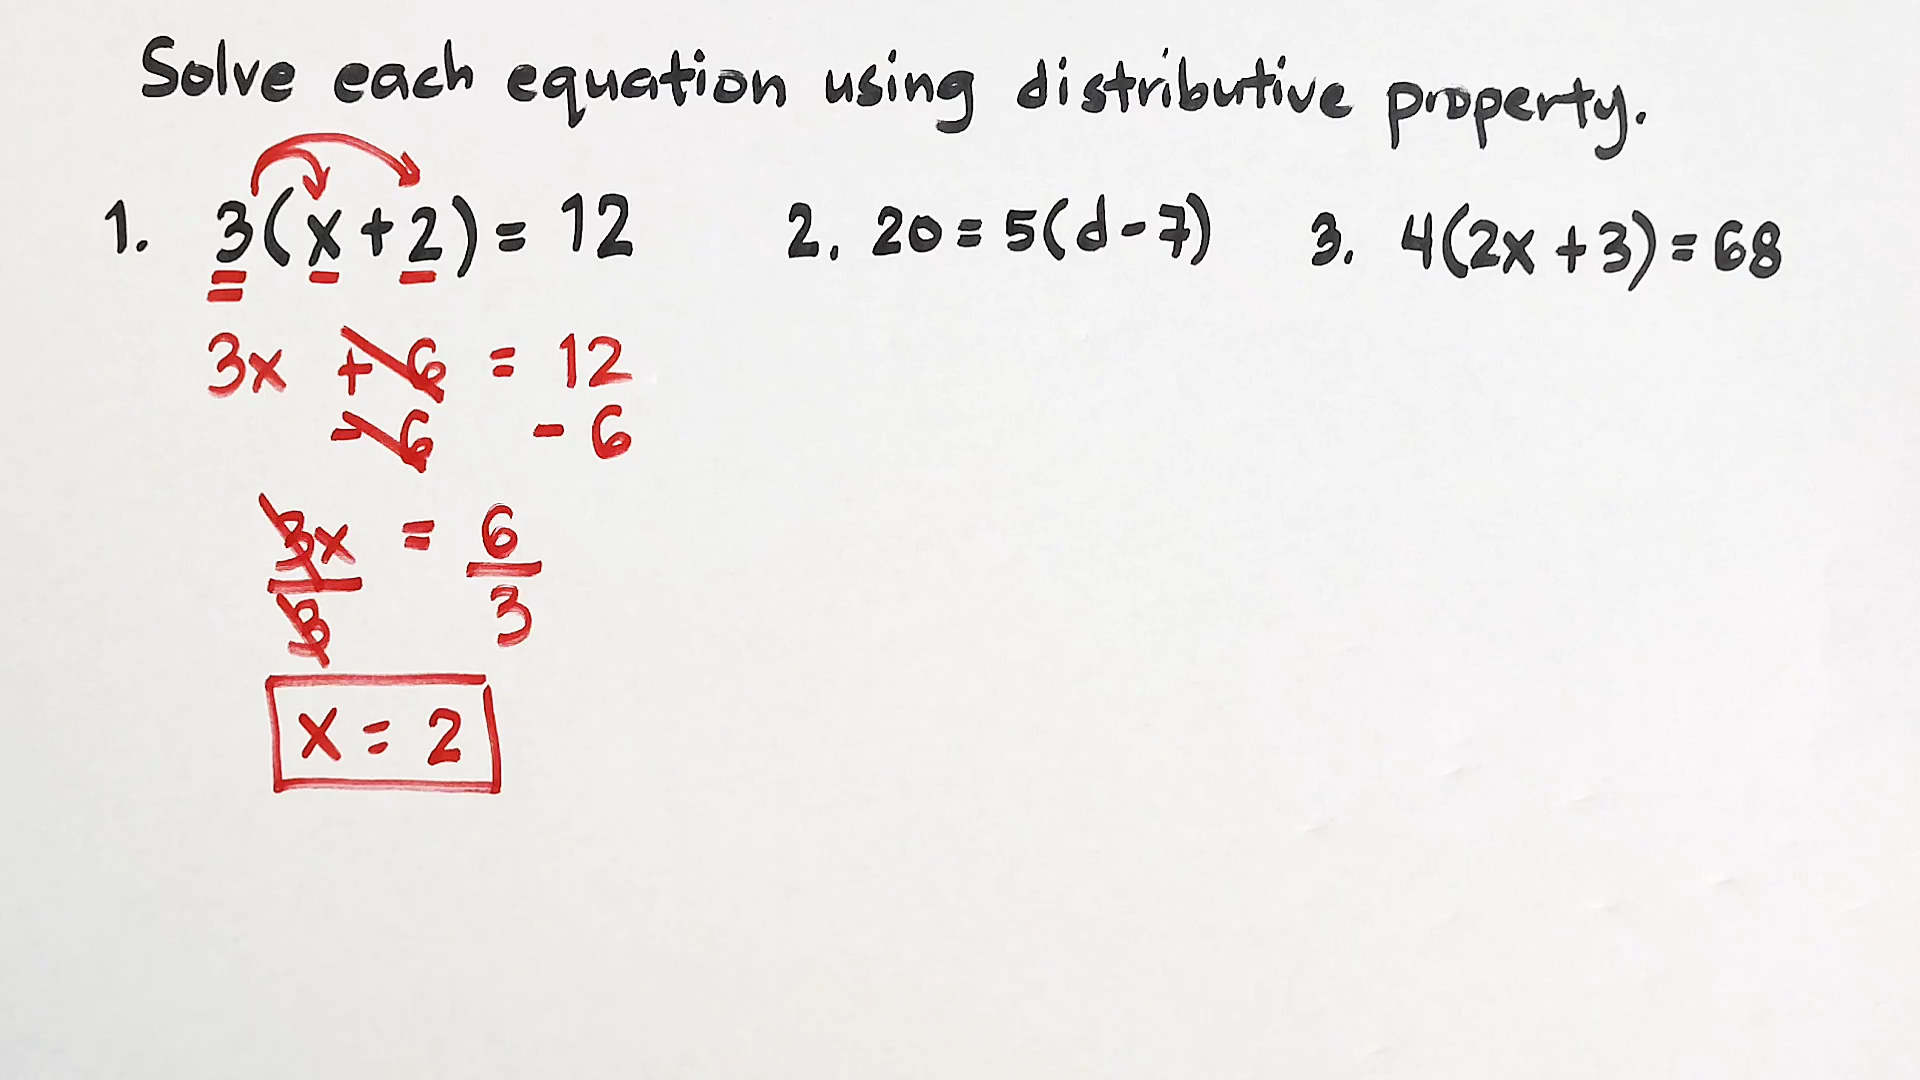 Solve each equation using distributive property.
1. 3(x+2) = 12
2. 20 = 5(d-7)
3. 4(2x+3) = 68
3x + 6 = 12
- 6 - 6
3x = 6
3 3
x = 2